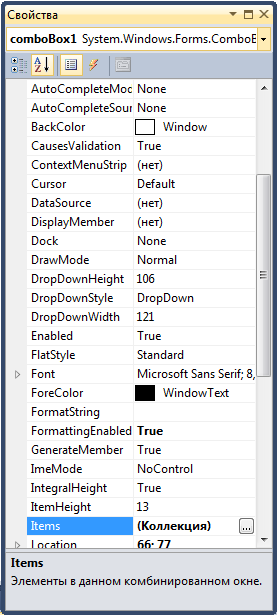 Свойства
comboBox1 System.Windows.Forms.ComboB
AutoCompleteMod None
AutoCompleteSour None
BackColor Window
CausesValidation True
ContextMenuStrip (нет)
Cursor Default
DataSource (нет)
DisplayMember (нет)
Dock None
DrawMode Normal
DropDownHeight 106
DropDownStyle DropDown
DropDownWidth 121
Enabled True
FlatStyle Standard
Font Microsoft Sans Serif; 8,
ForeColor WindowText
FormatString
FormattingEnabled True
GenerateMember True
ImeMode NoControl
IntegralHeight True
ItemHeight 13
Items (Коллекция) ...
Location 66; 77
Items
Элементы в данном комбинированном окне.